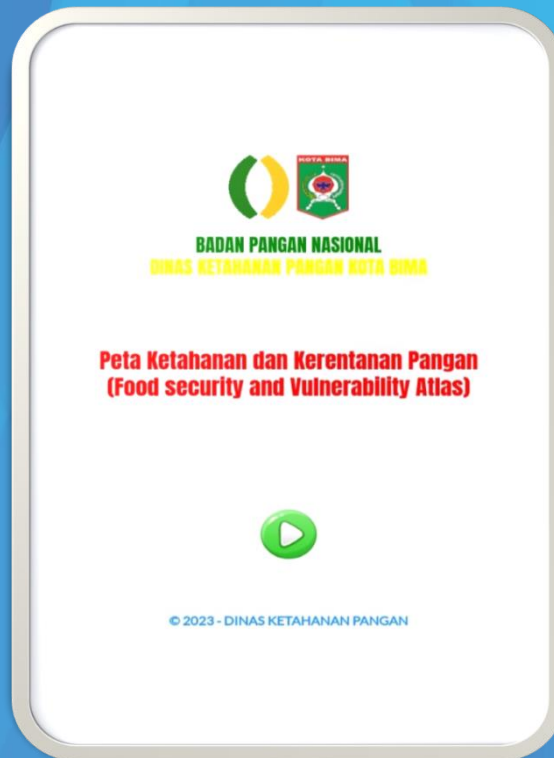 KOTA BIMA
BADAN PANGAN NASIONAL
DINAS KETAHANAN PANGAN KOTA BIMA
Peta Ketahanan dan Kerentanan Pangan
(Food security and Vulnerability Atlas)
© 2023 - DINAS KETAHANAN PANGAN